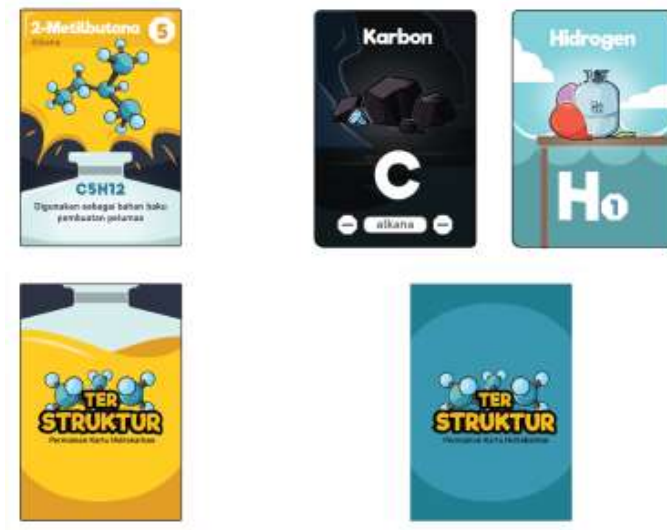 2-Metilbutana 5
Alkana
C5H12
Digunakan sebagai bahan baku
pembuatan pelumas
Karbon
C
− alkana −
Hidrogen
H 1
TER
STRUKTUR
Permainan Kartu Hidrokarbon
TER
STRUKTUR
Permainan Kartu Hidrokarbon